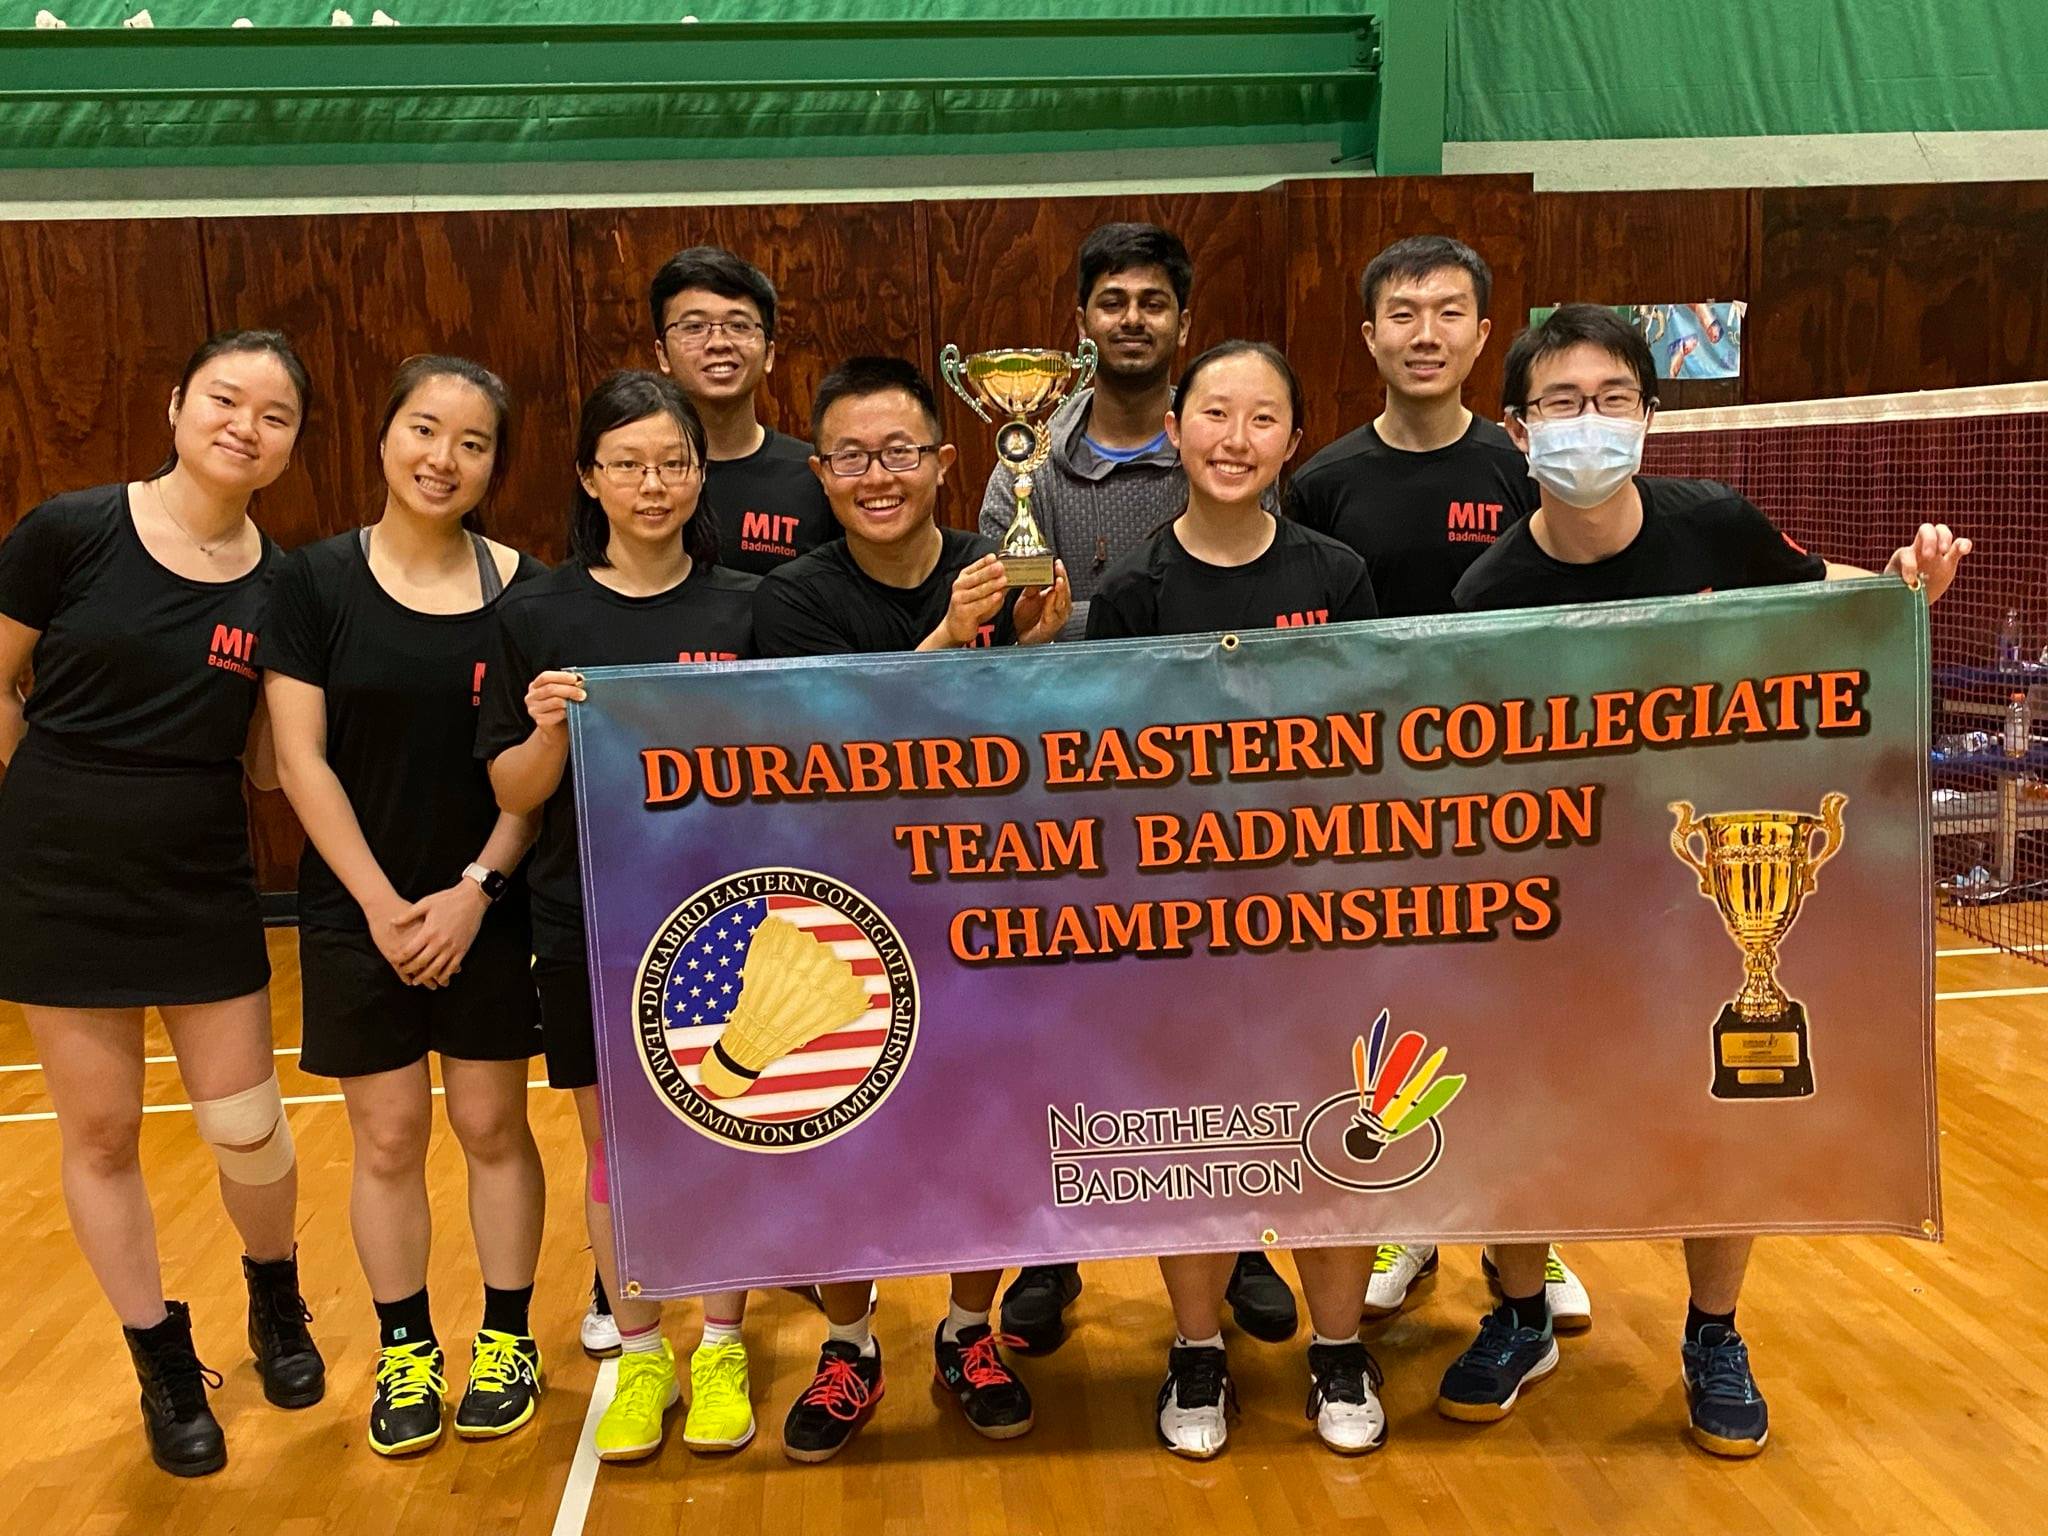 MIT
Badminton
MIT
Badminton
MIT
Badminton
MIT
MIT
DURABIRD EASTERN COLLEGIATE
TEAM BADMINTON
CHAMPIONSHIPS
DURABIRD EASTERN COLLEGIATE
TEAM BADMINTON CHAMPIONSHIPS
NORTHEAST
BADMINTON